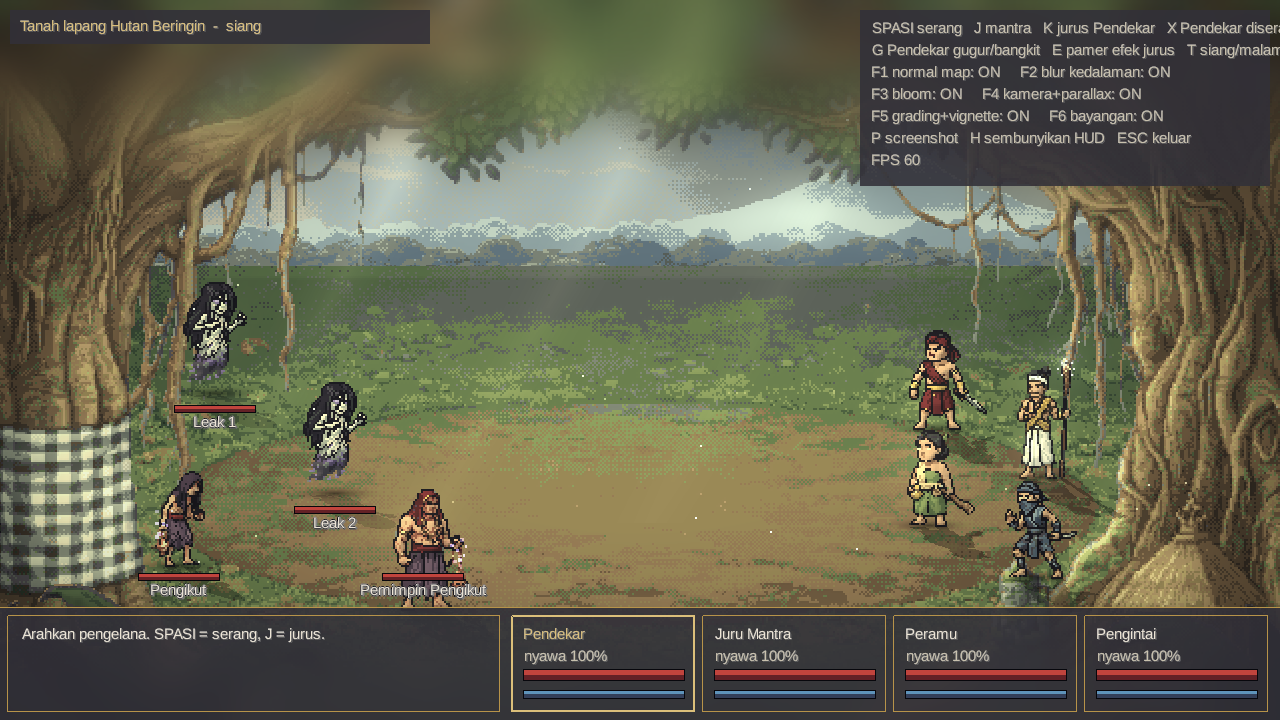 Tanah lapang Hutan Beringin - siang
SPASI serang J mantra K jurus Pendekar X Pendekar
G Pendekar gugur/bangkit E pamer efek jurus T siang/malam
F1 normal map: ON F2 blur kedalaman: ON
F3 bloom: ON F4 kamera+parallax: ON
F5 grading+vignette: ON F6 bayangan: ON
P screenshot H sembunyikan HUD ESC keluar
FPS 60
Leak 1
Leak 2
Pengikut
Pemimpin Pengikut
Arahkan pengelana. SPASI = serang, J = jurus.
Pendekar
nyawa 100%
Juru Mantra
nyawa 100%
Peramu
nyawa 100%
Pengintai
nyawa 100%